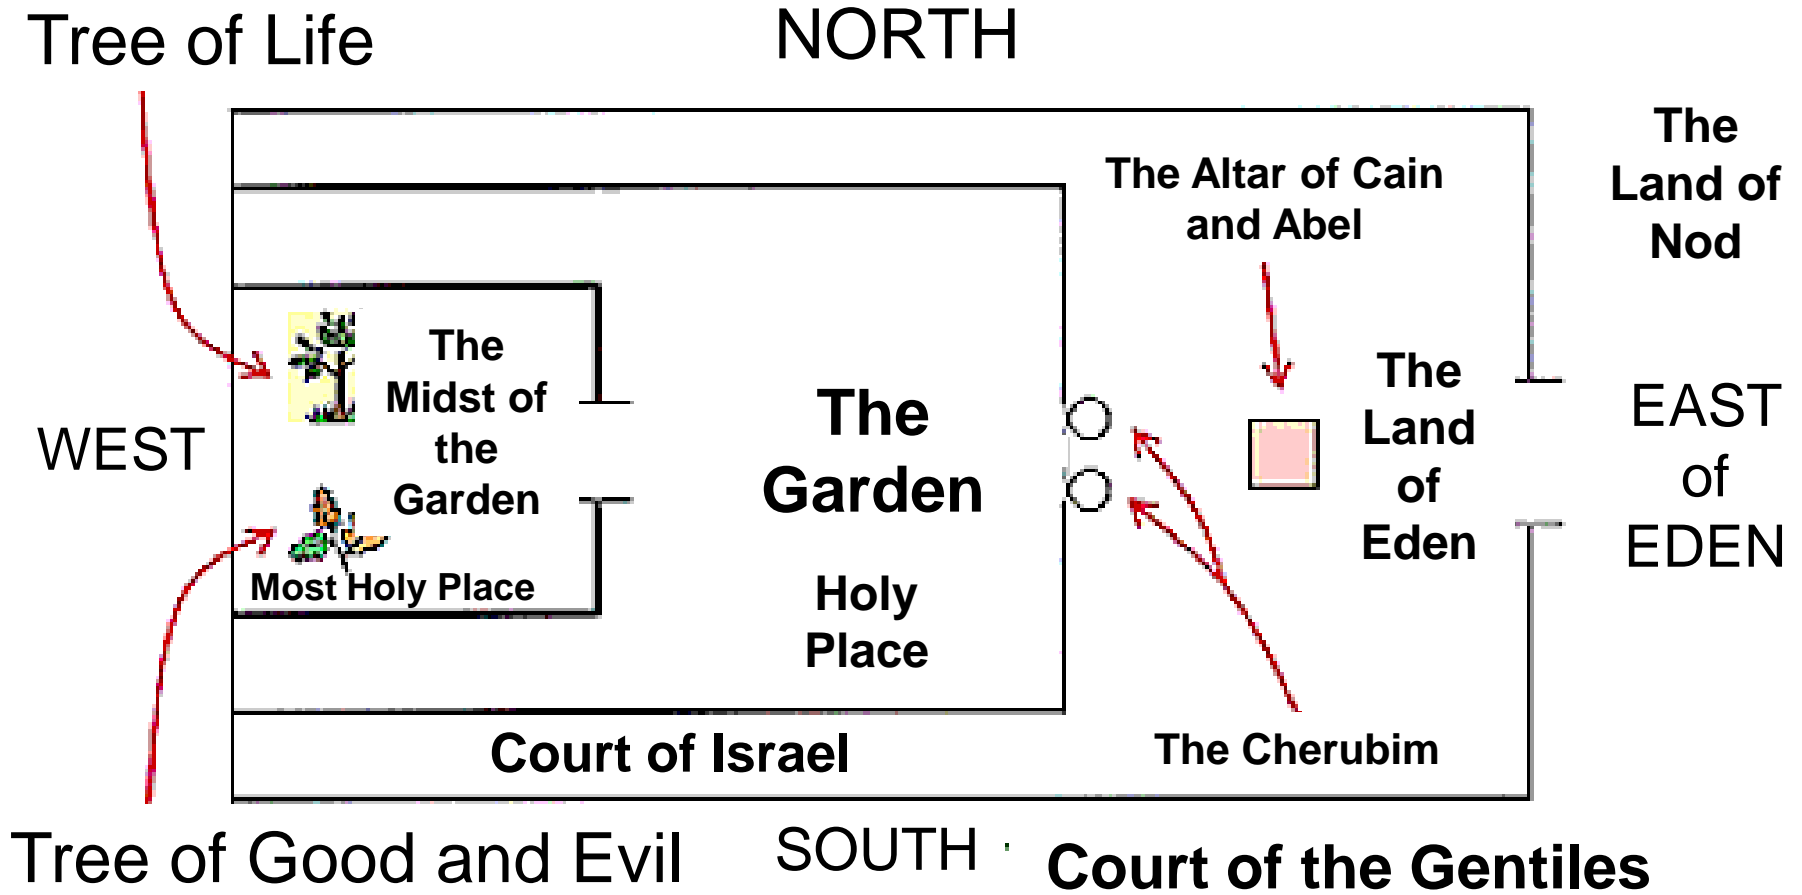 Tree of Life
NORTH
The
Land of
Nod
The Altar of Cain
and Abel
The
Midst of
the
Garden
Most Holy Place
WEST
The
Garden
Holy
Place
The
Land
of
Eden
EAST
of
EDEN
Court of Israel
The Cherubim
Tree of Good and Evil
SOUTH
Court of the Gentiles